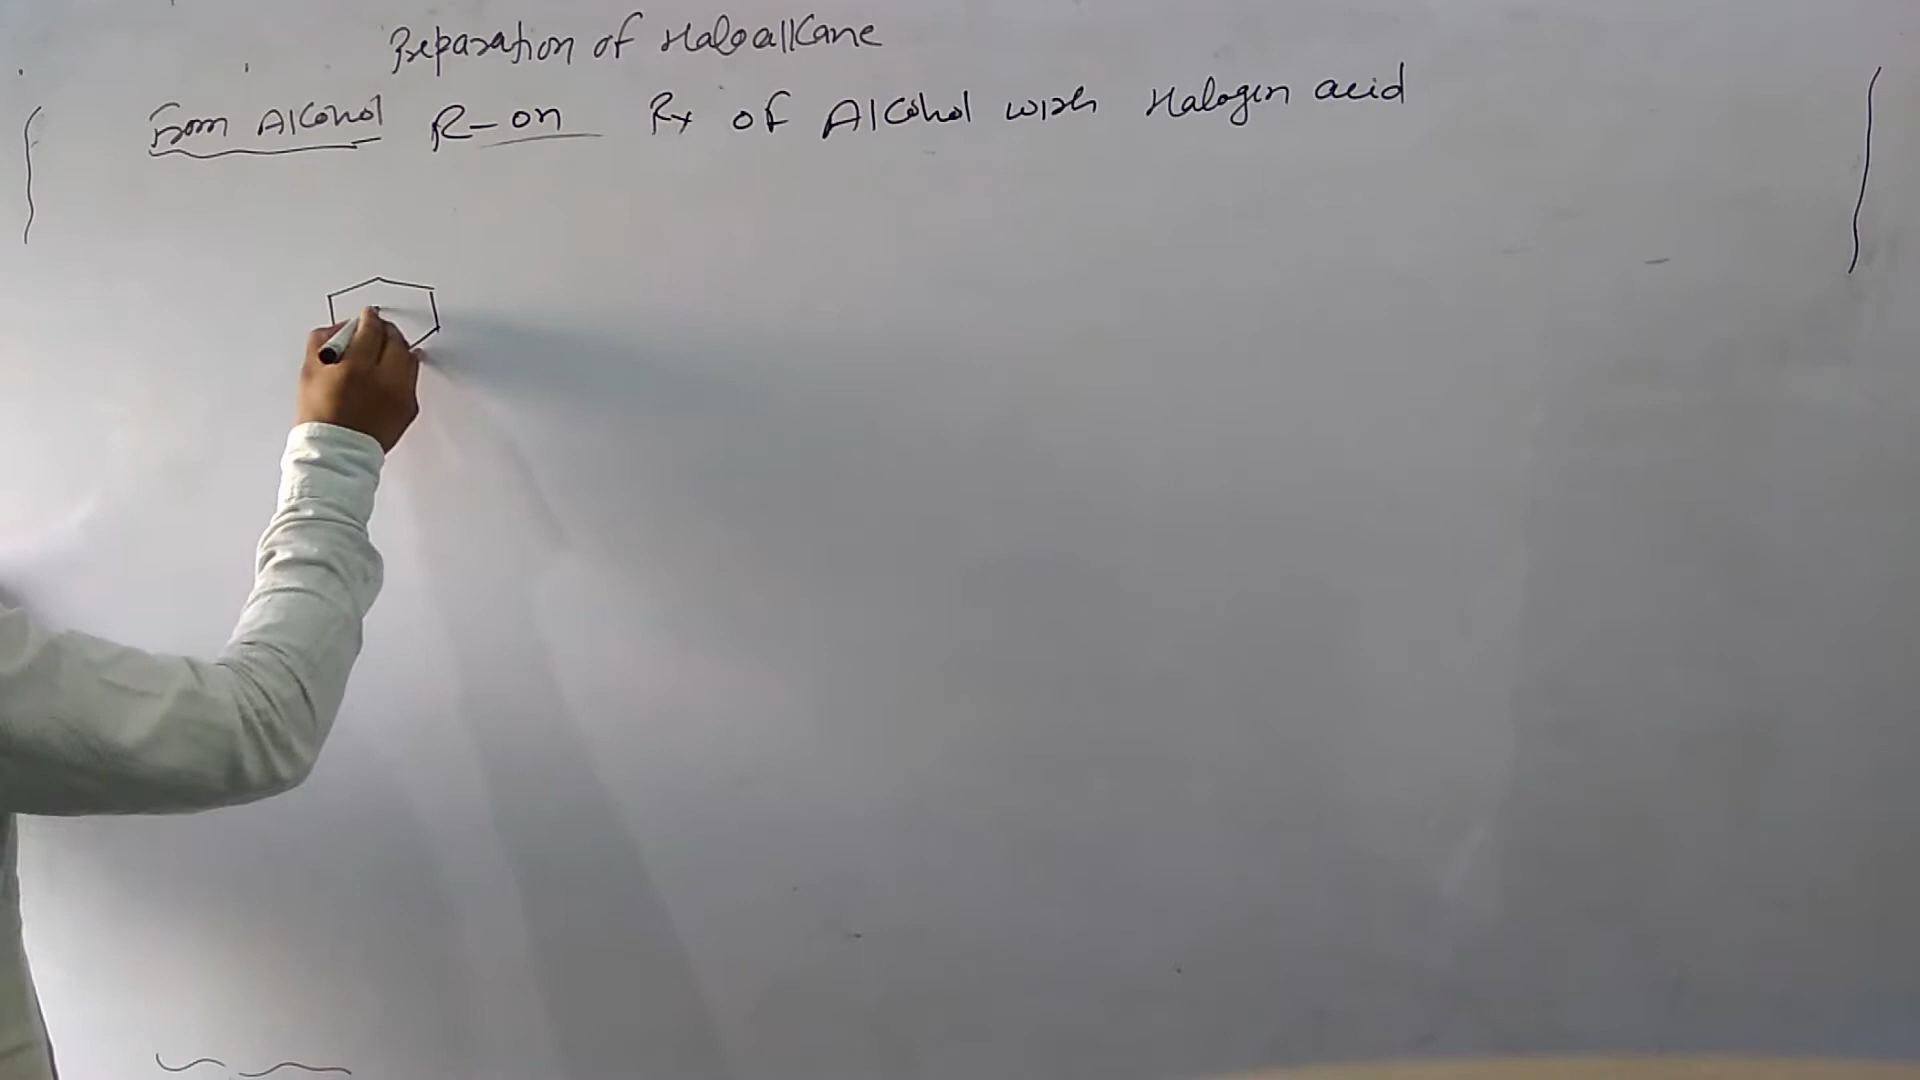 Preparation of Haloalkane
From Alcohol R-OH Rx of Alcohol with Halogen acid